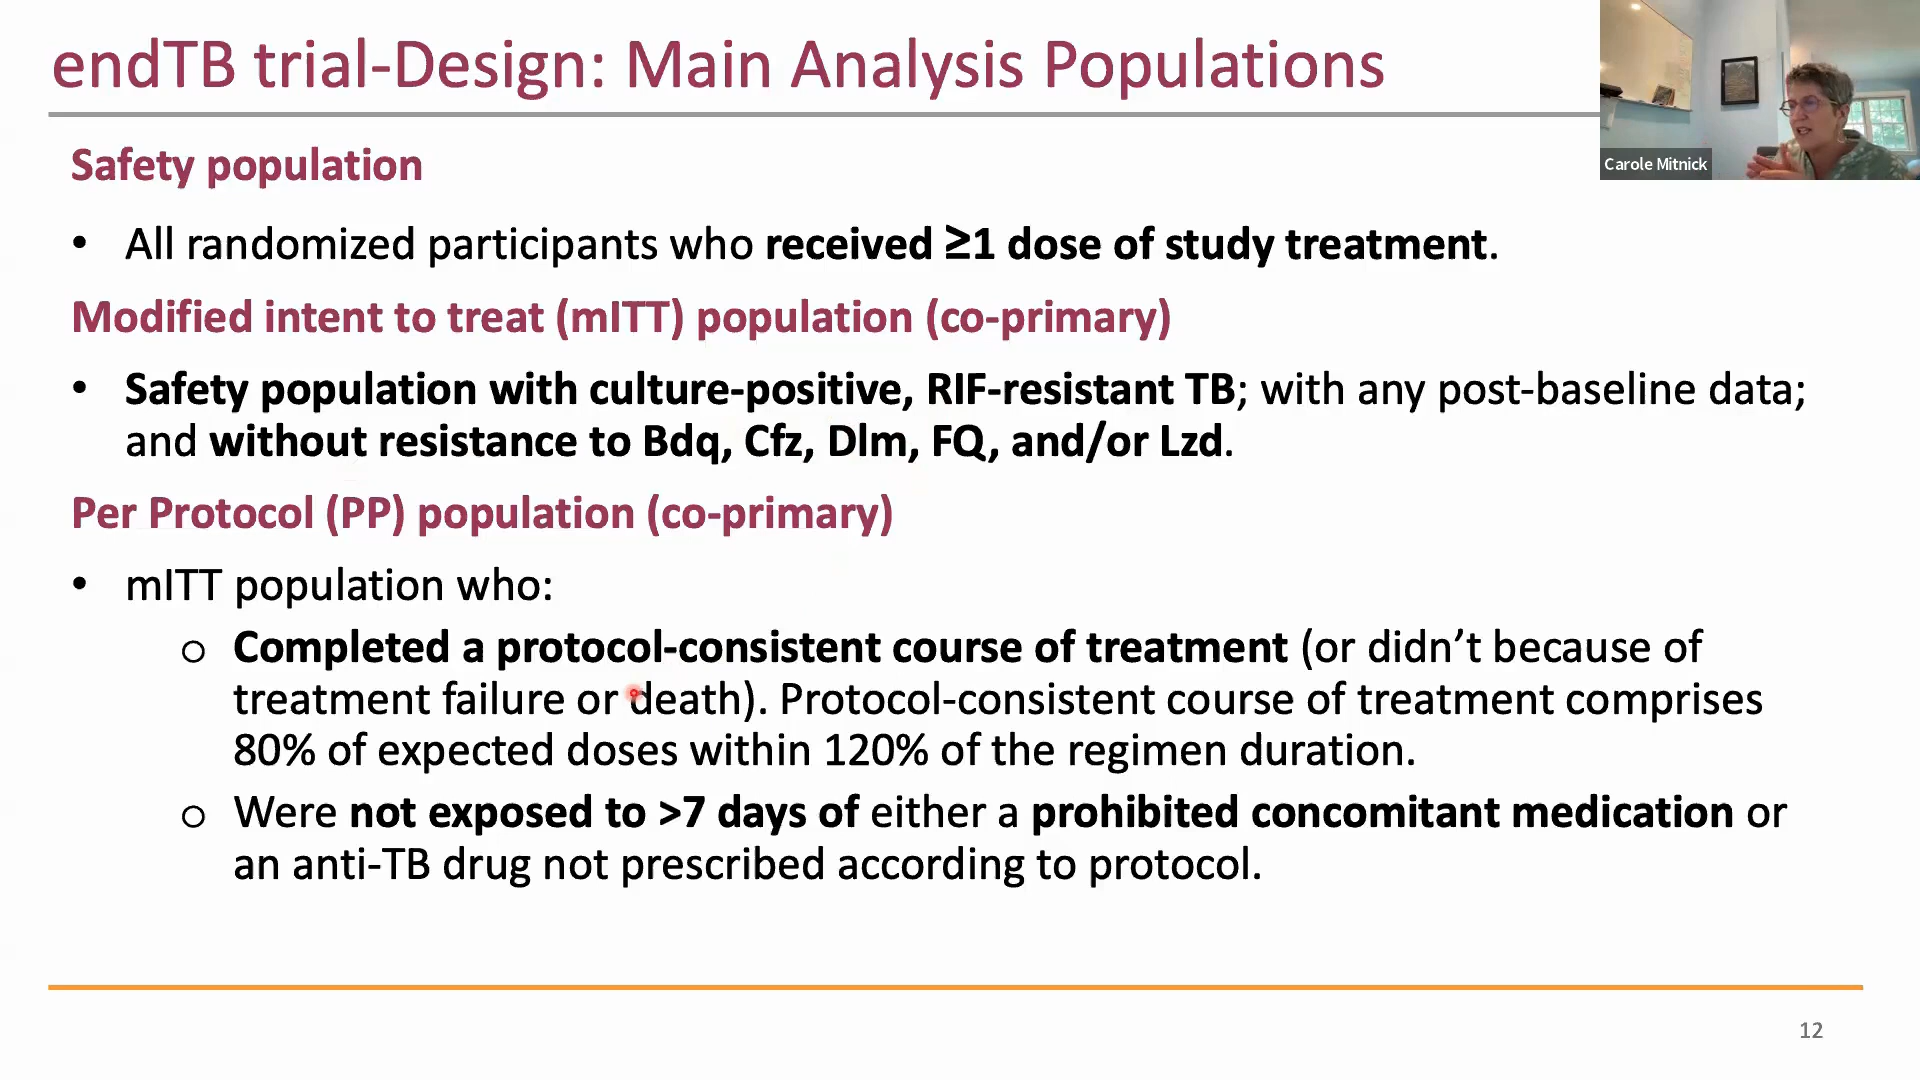 endTB trial-Design: Main Analysis Populations
Carole Mitnick
Safety population
• All randomized participants who received ≥1 dose of study treatment.
Modified intent to treat (mITT) population (co-primary)
• Safety population with culture-positive, RIF-resistant TB; with any post-baseline data;
and without resistance to Bdq, Cfz, Dlm, FQ, and/or Lzd.
Per Protocol (PP) population (co-primary)
• mITT population who:
o Completed a protocol-consistent course of treatment (or didn’t because of
treatment failure or death). Protocol-consistent course of treatment comprises
80% of expected doses within 120% of the regimen duration.
o Were not exposed to >7 days of either a prohibited concomitant medication or
an anti-TB drug not prescribed according to protocol.
12